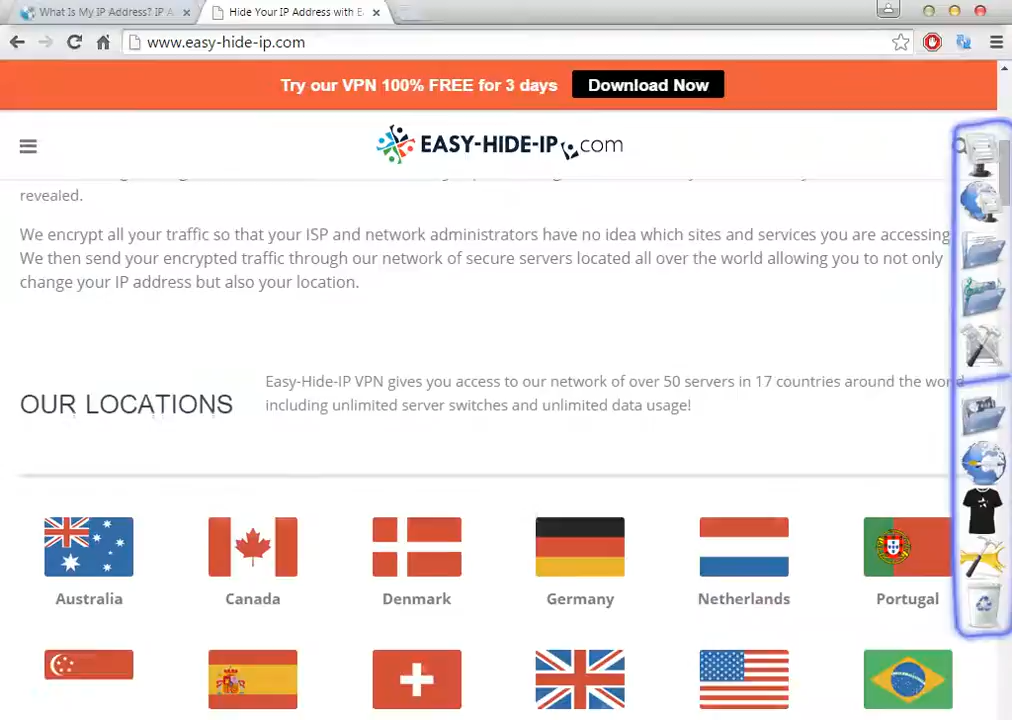 What Is My IP Address? IP A
Hide Your IP Address with E
www.easy-hide-ip.com
Try our VPN 100% FREE for 3 days
Download Now
EASY-HIDE-IP.com
revealed.
We encrypt all your traffic so that your ISP and network administrators have no idea which sites and services you are accessing
We then send your encrypted traffic through our network of secure servers located all over the world allowing you to not only
change your IP address but also your location.
Easy-Hide-IP VPN gives you access to our network of over 50 servers in 17 countries around the world
OUR LOCATIONS
including unlimited server switches and unlimited data usage!
Australia
Canada
Denmark
Germany
Netherlands
Portugal